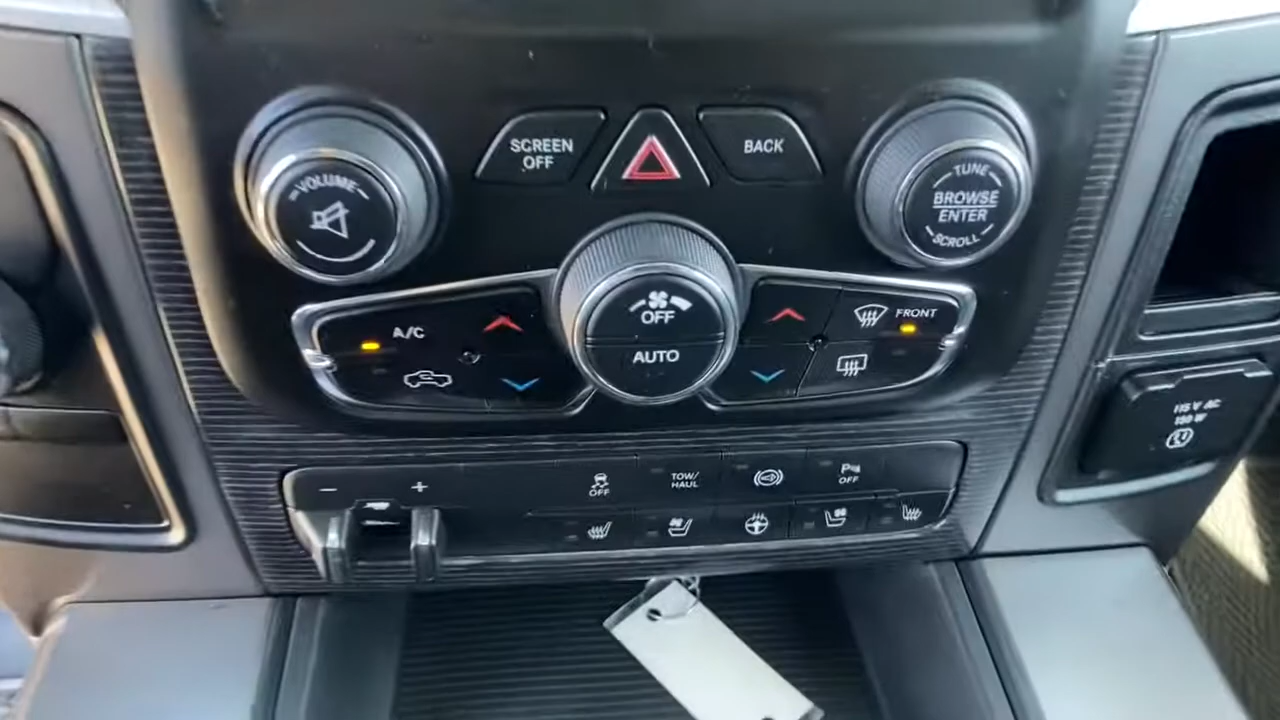 SCREEN
OFF
BACK
VOLUME
TUNE
BROWSE
ENTER
SCROLL
OFF
AUTO
A/C
FRONT
115 V AC
150 W
- +
OFF
TOW/
HAUL
P
OFF